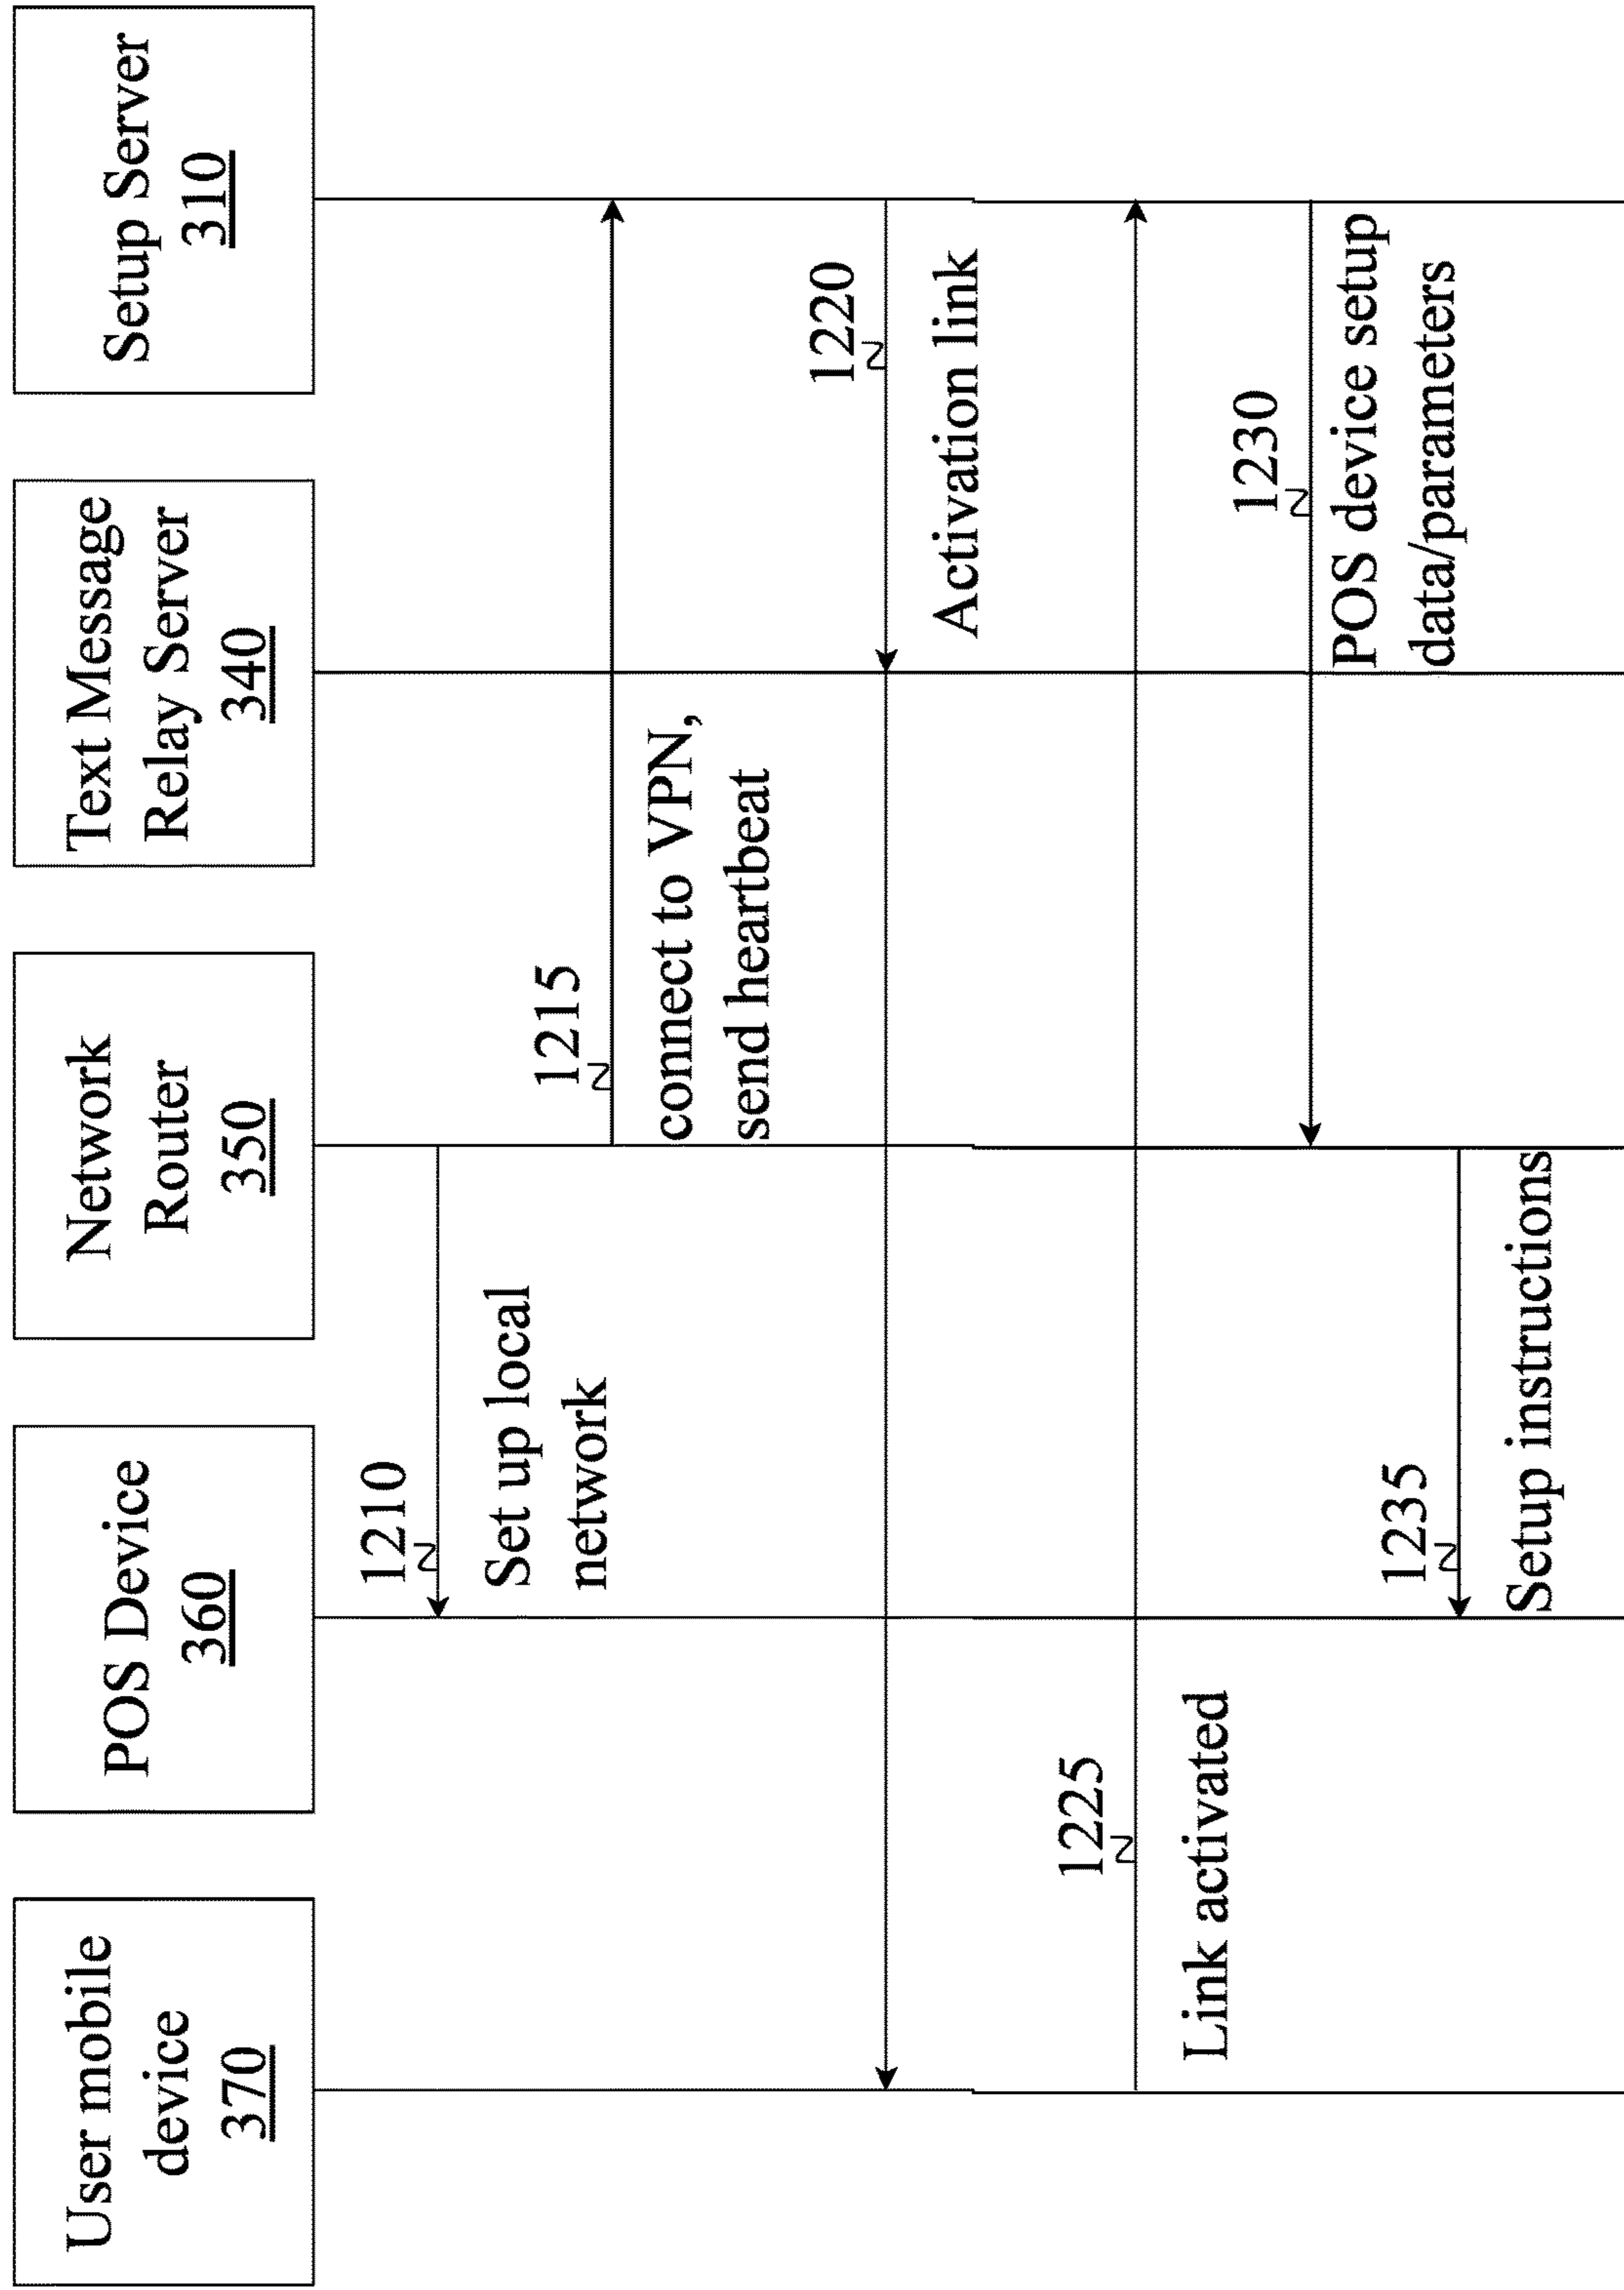 User mobile
device
370
POS Device
360
Network
Router
350
Text Message
Relay Server
340
Setup Server
310
1210
Set up local
network
1215
connect to VPN,
send heartbeat
1220
Activation link
1225
Link activated
1230
POS device setup
data/parameters
1235
Setup instructions